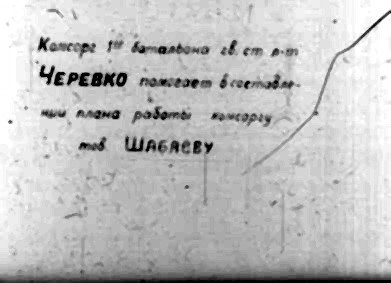 Комсорг 1го батальона гв. ст. л-т
ЧЕРЕВКО помогает в составле-
нии плана работы комсоргу
тов ШАБАЕВУ